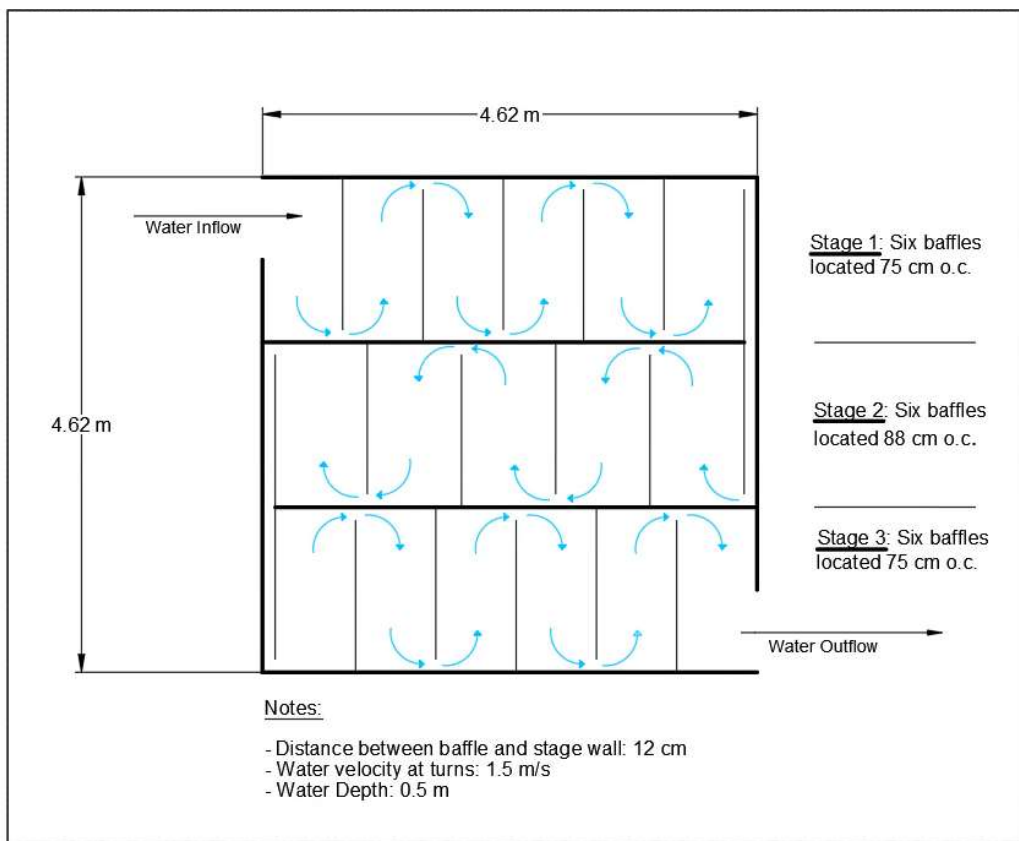 4.62 m
Water Inflow
Stage 1: Six baffles
located 75 cm o.c.
4.62 m
Stage 2: Six baffles
located 88 cm o.c.
Stage 3: Six baffles
located 75 cm o.c.
Water Outflow
Notes:
- Distance between baffle and stage wall: 12 cm
- Water velocity at turns: 1.5 m/s
- Water Depth: 0.5 m